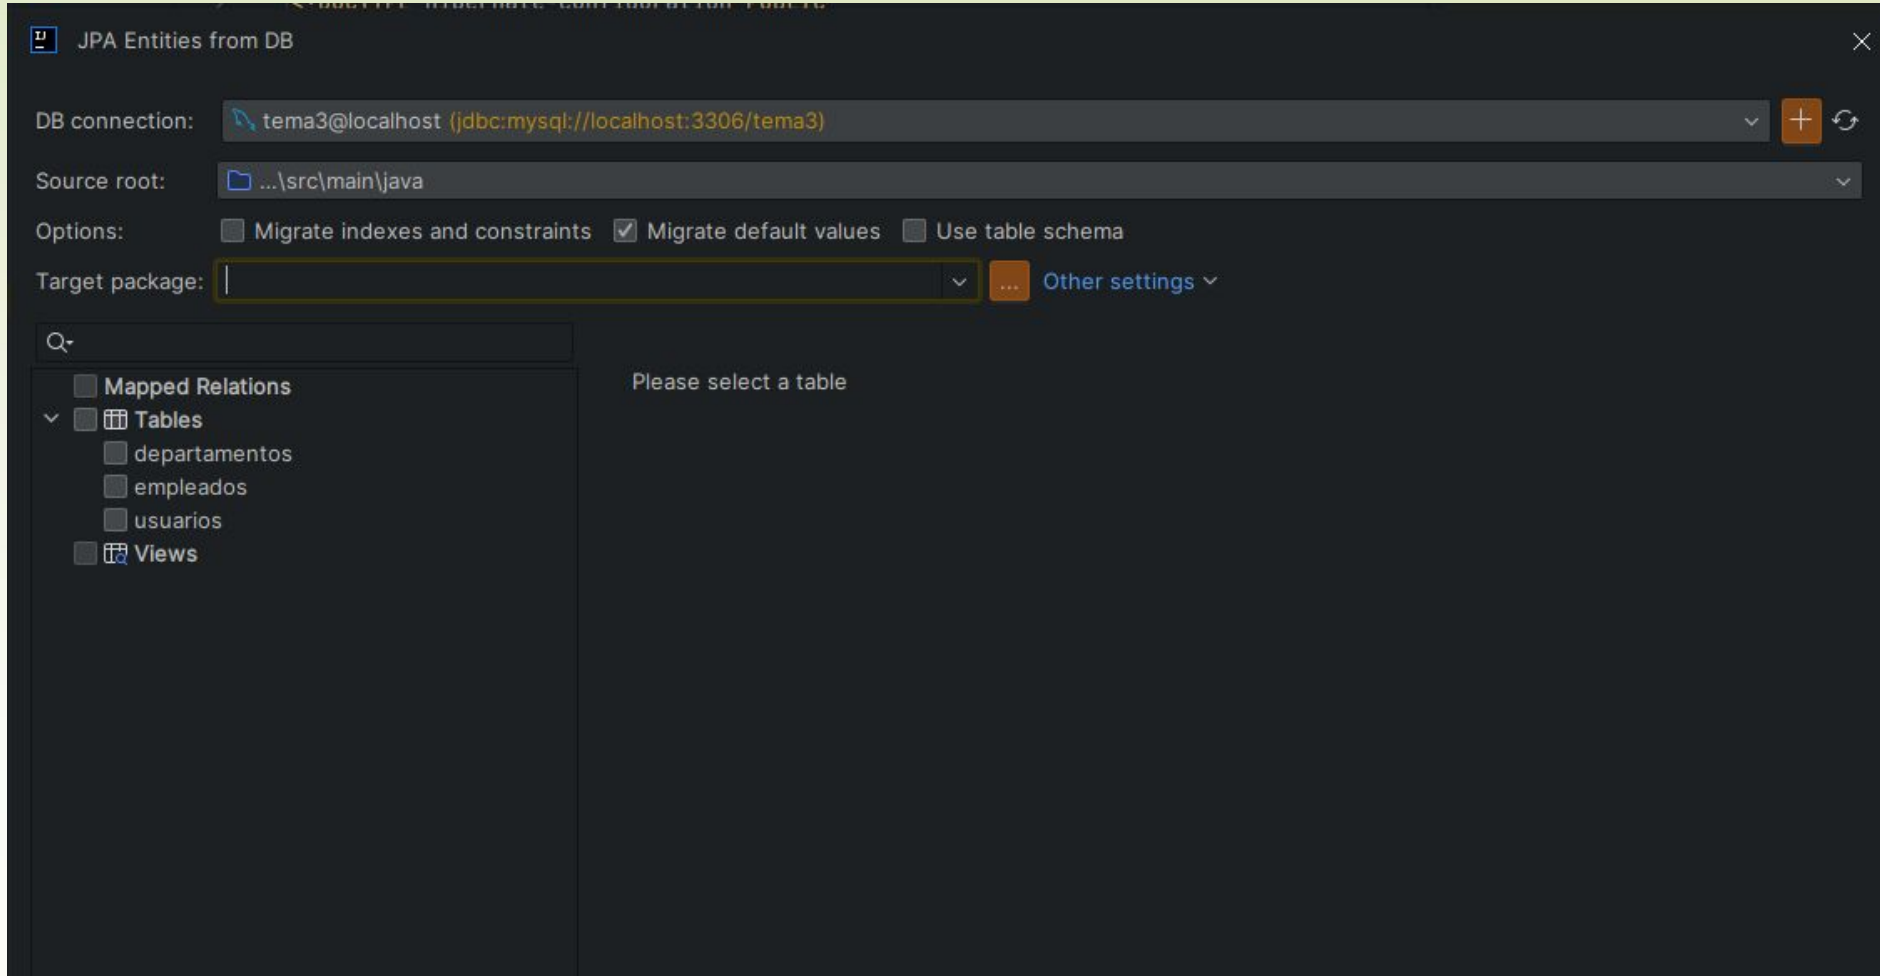 JPA Entities from DB
DB connection: tema3@localhost (jdbc:mysql://localhost:3306/tema3)
Source root: ...\src\main\java
Options: Migrate indexes and constraints Migrate default values Use table schema
Target package: ... Other settings
Please select a table
Mapped Relations
Tables
departamentos
empleados
usuarios
Views